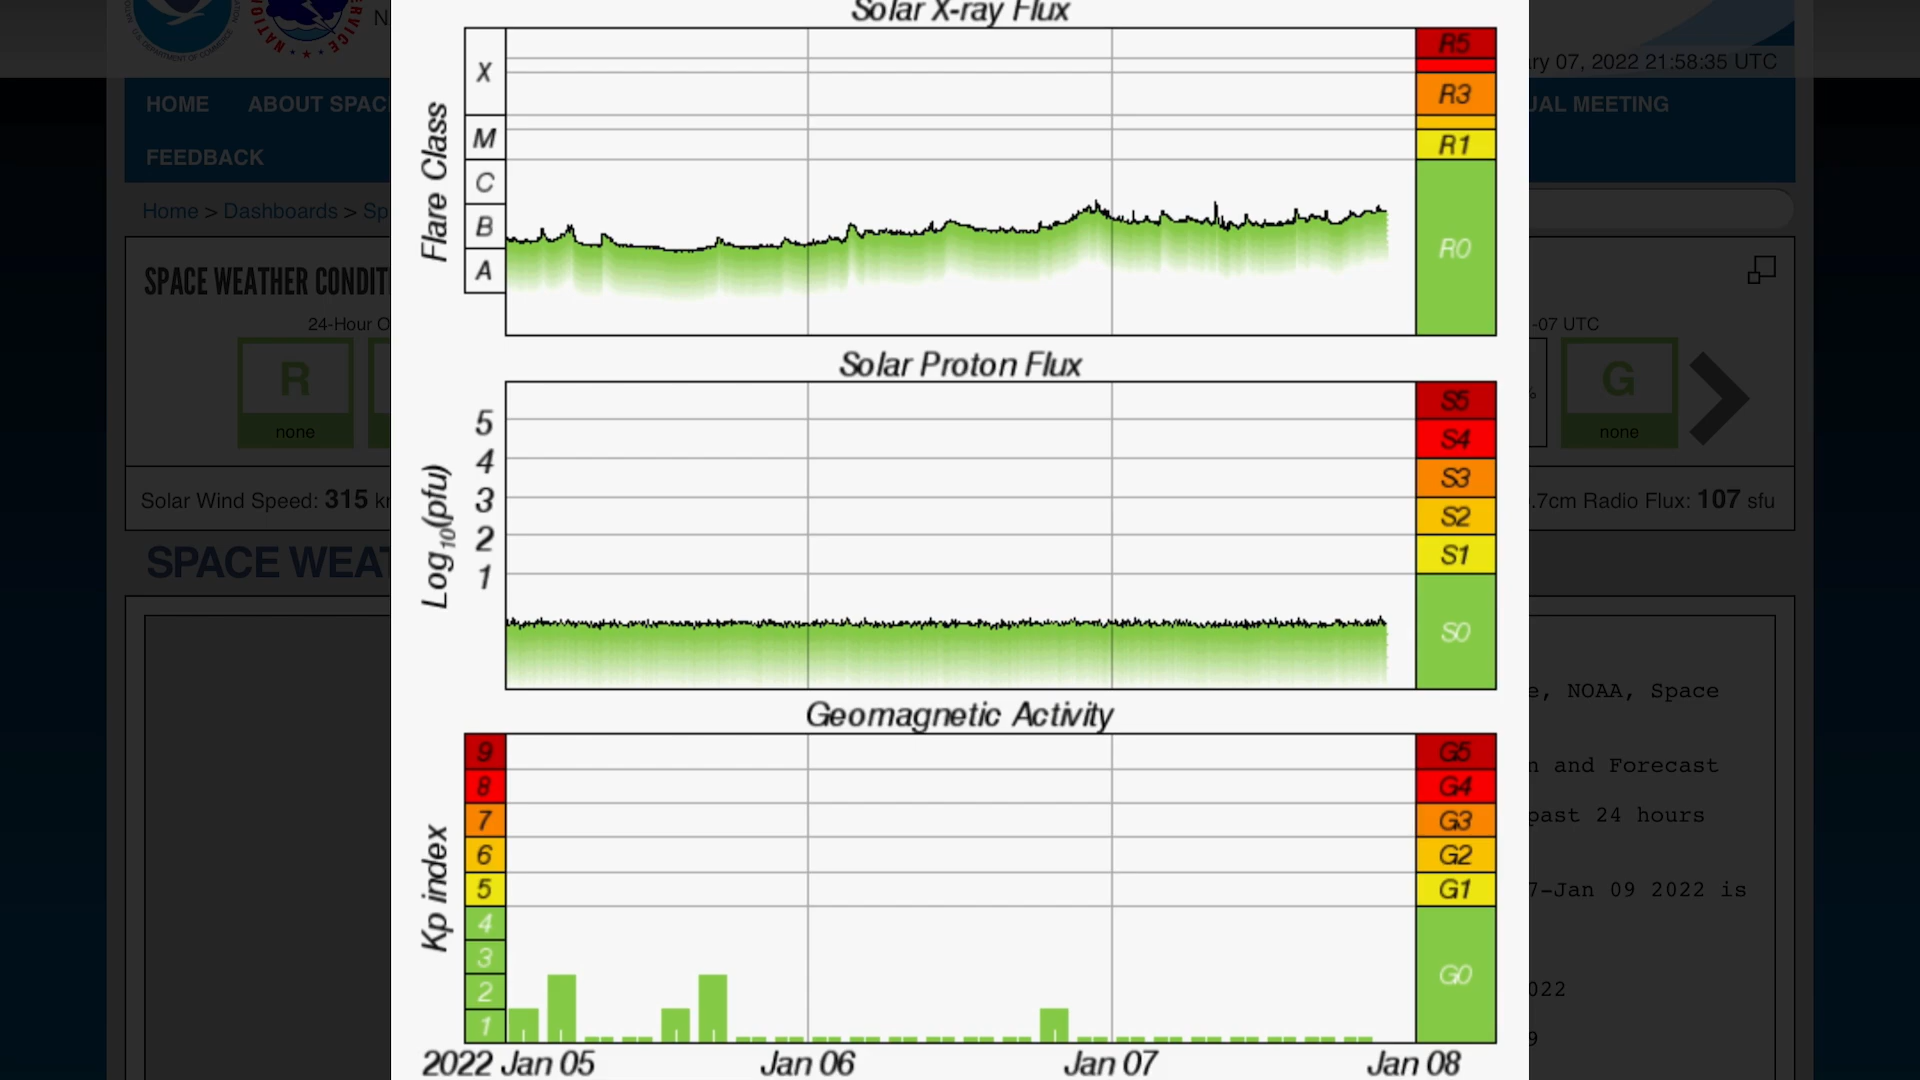 Solar X-ray Flux
Flare Class
X
M
C
B
A
R5
R3
R1
R0
Solar Proton Flux
Log10(pfu)
5
4
3
2
1
S5
S4
S3
S2
S1
S0
Geomagnetic Activity
Kp index
9
8
7
6
5
4
3
2
1
G5
G4
G3
G2
G1
G0
2022 Jan 05 Jan 06 Jan 07 Jan 08
ry 07, 2022 21:58:35 UTC
HOME ABOUT SPAC
UAL MEETING
FEEDBACK
Home > Dashboards > Sp
SPACE WEATHER CONDIT
24-Hour O
-07 UTC
R
none
%
G
none
Solar Wind Speed: 315 k
.7cm Radio Flux: 107 sfu
SPACE WEAT
e, NOAA, Space
n and Forecast
past 24 hours
7-Jan 09 2022 is
022
9